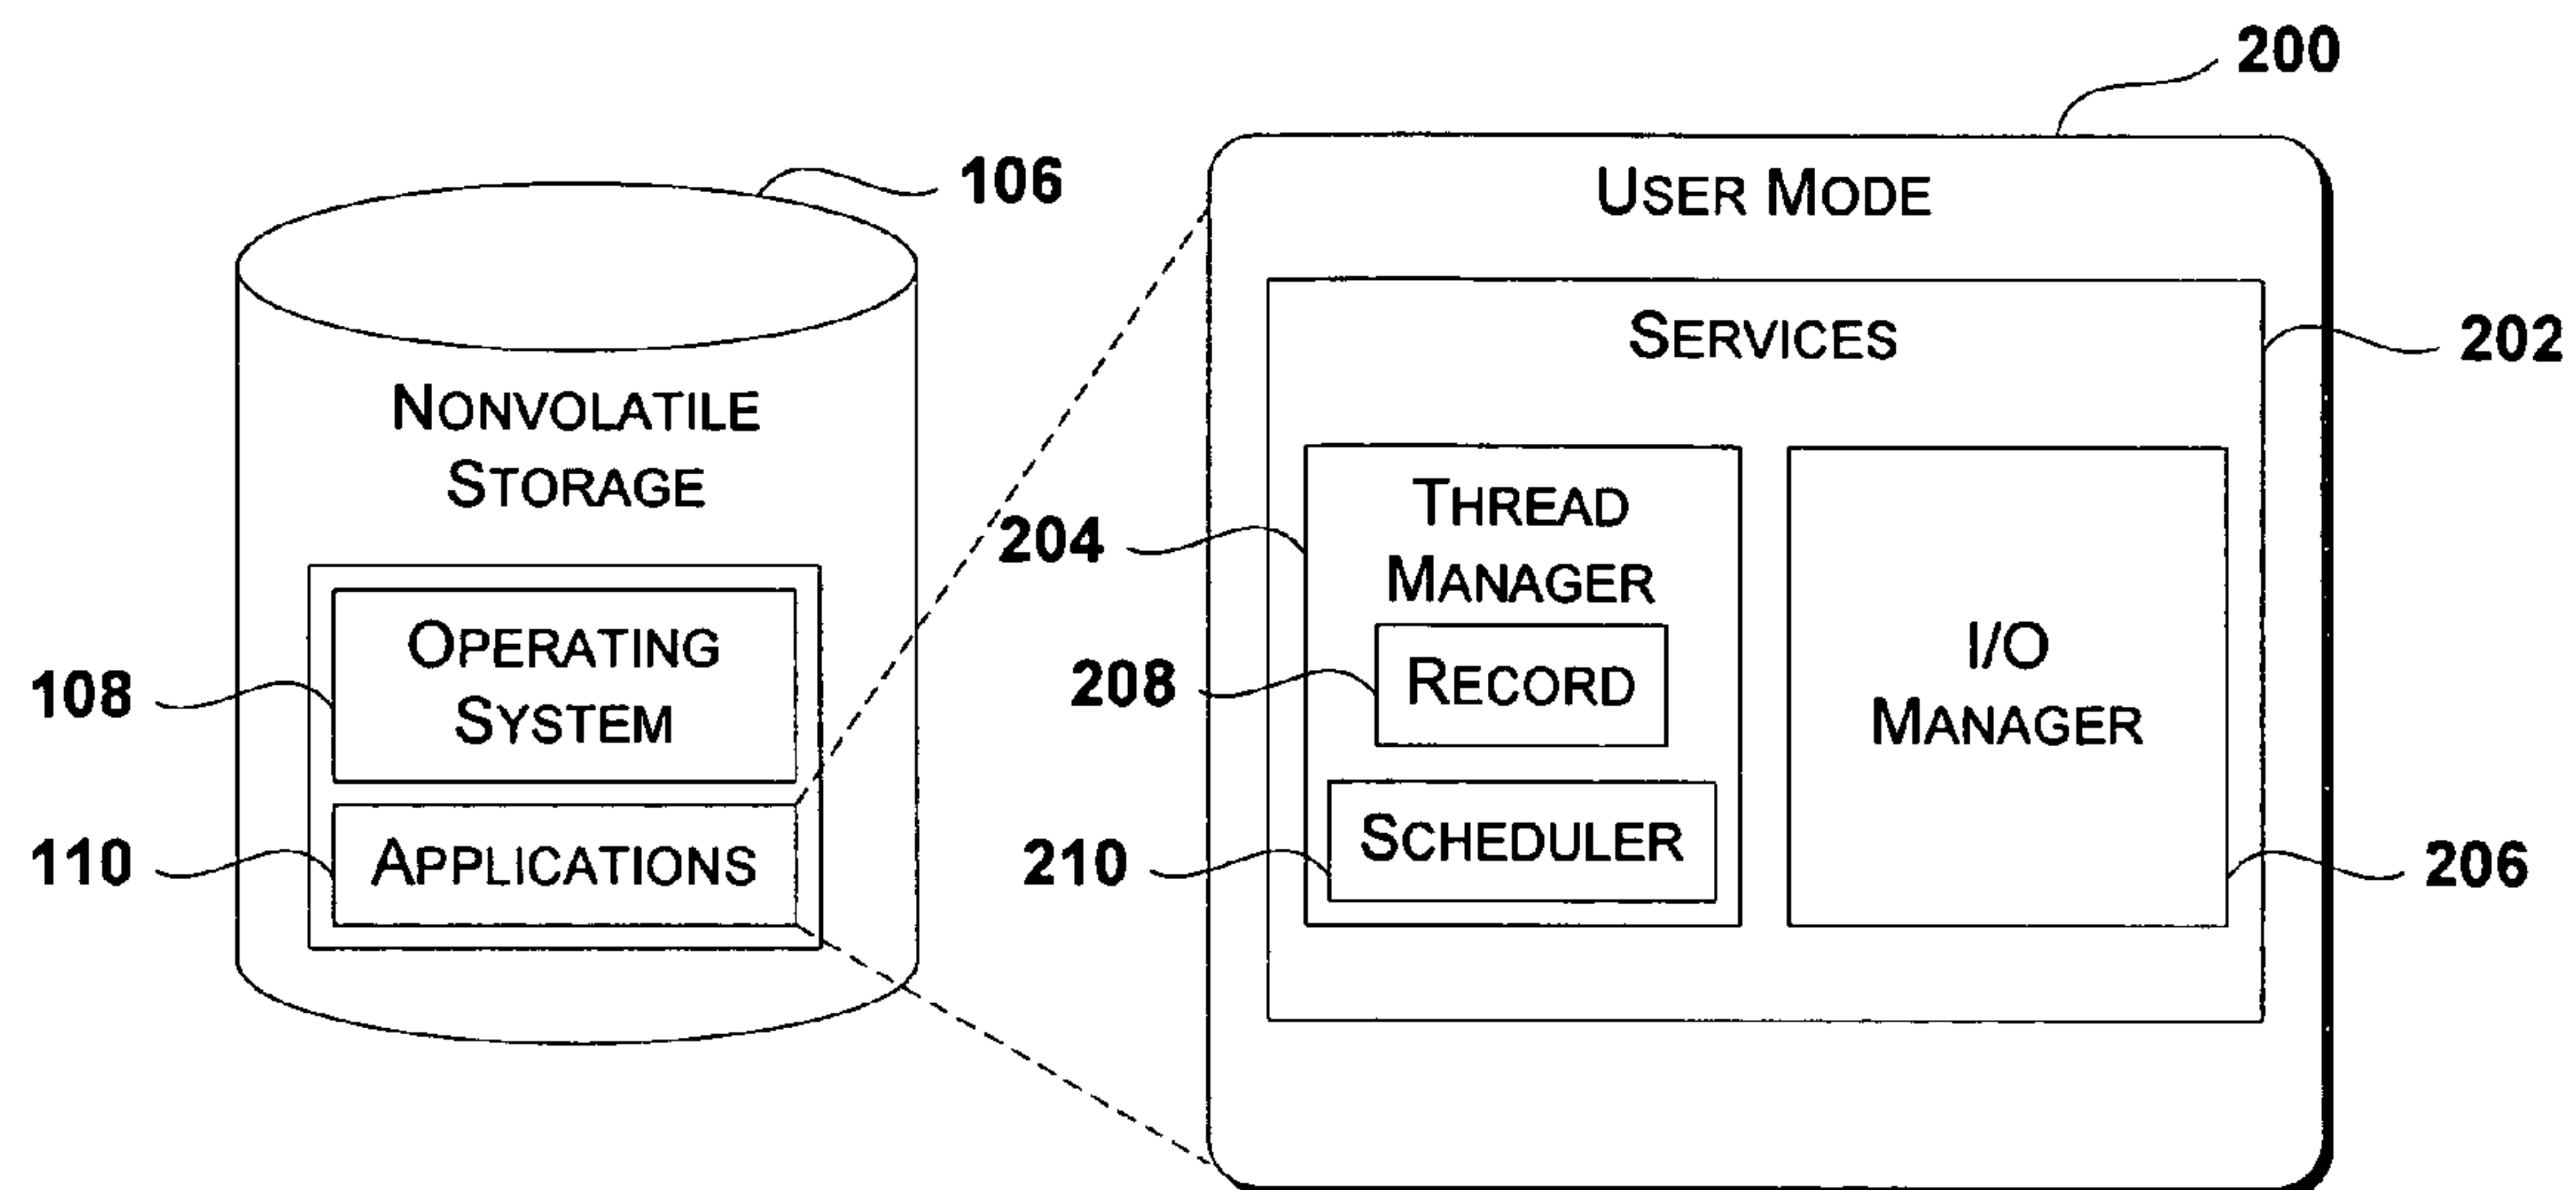 200
106
USER MODE
SERVICES
202
NONVOLATILE
STORAGE
204
THREAD
MANAGER
208
RECORD
I/O
MANAGER
108
OPERATING
SYSTEM
210
SCHEDULER
206
110
APPLICATIONS